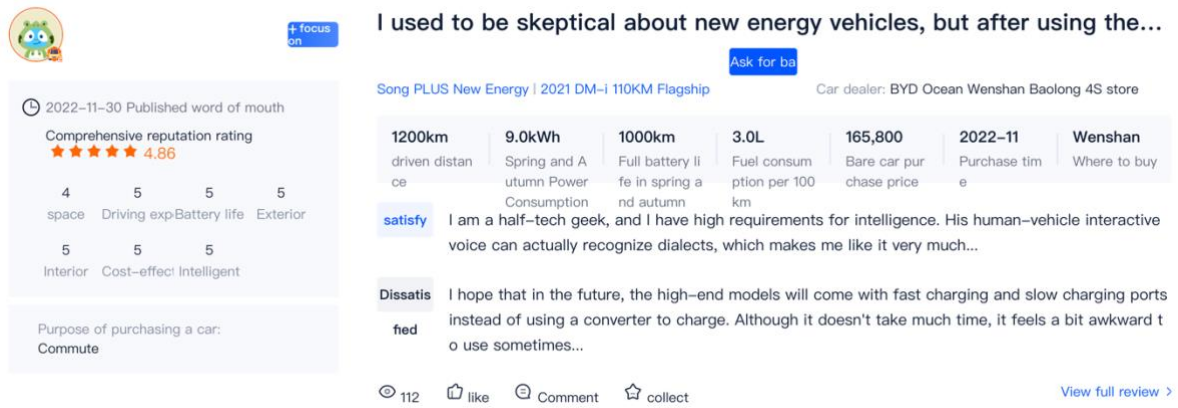 + focus
on
2022-11-30 Published word of mouth
Comprehensive reputation rating
4.86
4 5 5 5
space Driving exp Battery life Exterior
5 5 5
Interior Cost-effect Intelligent
Purpose of purchasing a car:
Commute
I used to be skeptical about new energy vehicles, but after using the...
Ask for ba
Song PLUS New Energy | 2021 DM-i 110KM Flagship
Car dealer: BYD Ocean Wenshan Baolong 4S store
1200km
driven distan
ce
9.0kWh
Spring and A
utumn Power
Consumption
1000km
Full battery li
fe in spring a
nd autumn
3.0L
Fuel consum
ption per 100
km
165,800
Bare car pur
chase price
2022-11
Purchase tim
e
Wenshan
Where to buy
satisfy
I am a half-tech geek, and I have high requirements for intelligence. His human-vehicle interactive
voice can actually recognize dialects, which makes me like it very much...
Dissatis
fied
I hope that in the future, the high-end models will come with fast charging and slow charging ports
instead of using a converter to charge. Although it doesn't take much time, it feels a bit awkward t
o use sometimes...
112 like Comment collect
View full review >